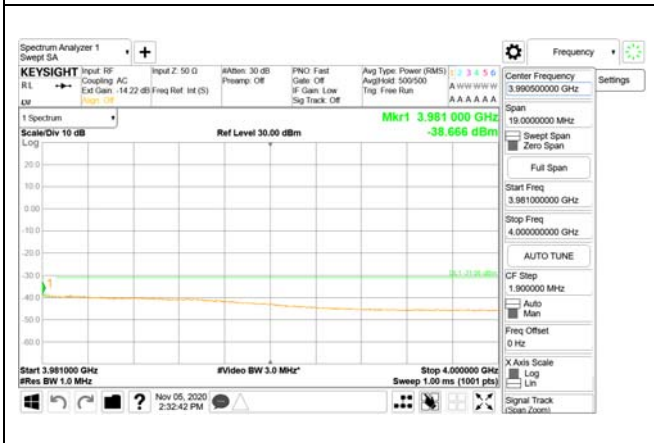 Spectrum Analyzer 1
Swept SA
+
Frequency
KEYSIGHT
Input: RF
Coupling: AC
Ext Gain: -14.22 dB
Align: Off
Input Z: 50 Ω
Freq Ref: Int (S)
#Atten: 30 dB
Preamp: Off
PNO: Fast
Gate: Off
IF Gain: Low
Sig Track: Off
Avg Type: Power (RMS)
Avg|Hold: 500/500
Trig: Free Run
1 2 3 4 5 6
A W W W W W
A A A A A A
RL
1 Spectrum
Scale/Div 10 dB
Ref Level 30.00 dBm
Mkr1 3.981 000 GHz
-38.666 dBm
Log
20.0
10.0
0.00
-10.0
-20.0
-30.0
-40.0
-50.0
-60.0
1
Start 3.981000 GHz
#Video BW 3.0 MHz*
Stop 4.000000 GHz
#Res BW 1.0 MHz
Sweep 1.00 ms (1001 pts)
?
Nov 05, 2020
2:32:42 PM
Center Frequency
3.990500000 GHz
Settings
Span
19.0000000 MHz
Swept Span
Zero Span
Full Span
Start Freq
3.981000000 GHz
Stop Freq
4.000000000 GHz
AUTO TUNE
CF Step
1.900000 MHz
Auto
Man
Freq Offset
0 Hz
X Axis Scale
Log
Lin
Signal Track
(Span Zoom)